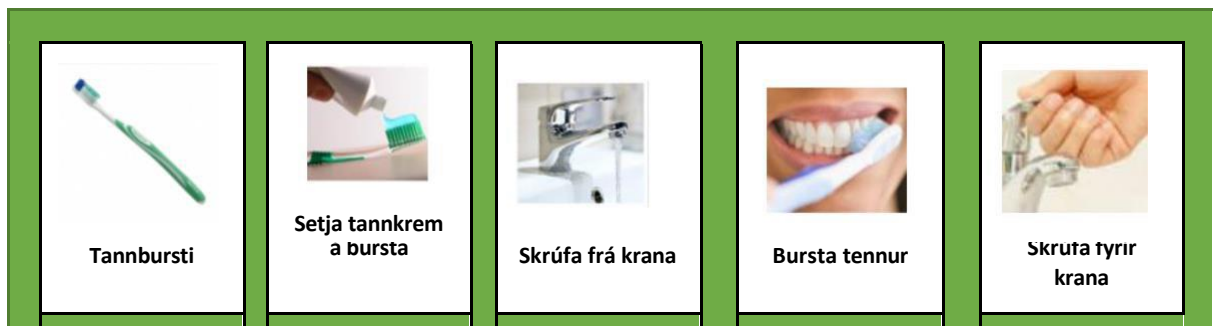 Tannbursti
Setja tannkrem
á bursta
Skrúfa frá krana
Bursta tennur
Skrúfa fyrir
krana